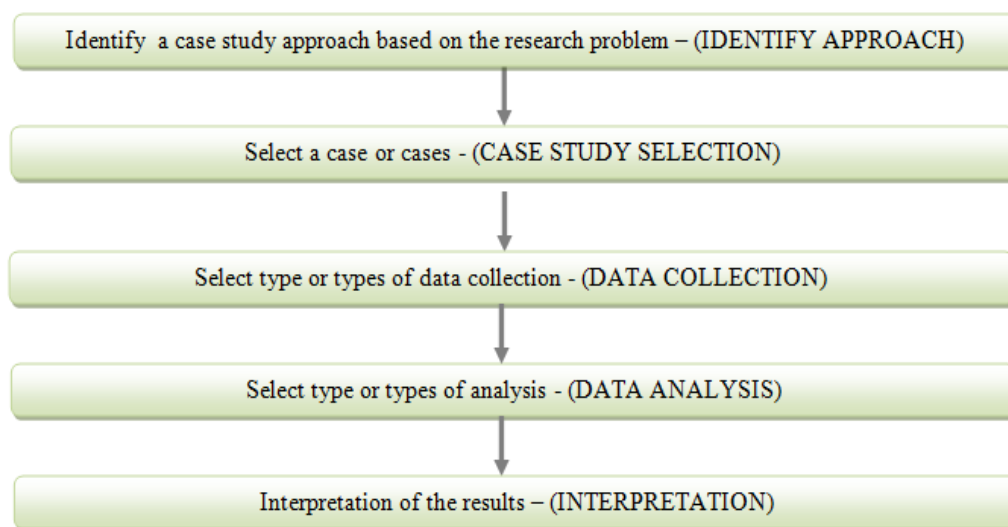 Identify a case study approach based on the research problem – (IDENTIFY APPROACH)
Select a case or cases - (CASE STUDY SELECTION)
Select type or types of data collection - (DATA COLLECTION)
Select type or types of analysis - (DATA ANALYSIS)
Interpretation of the results – (INTERPRETATION)